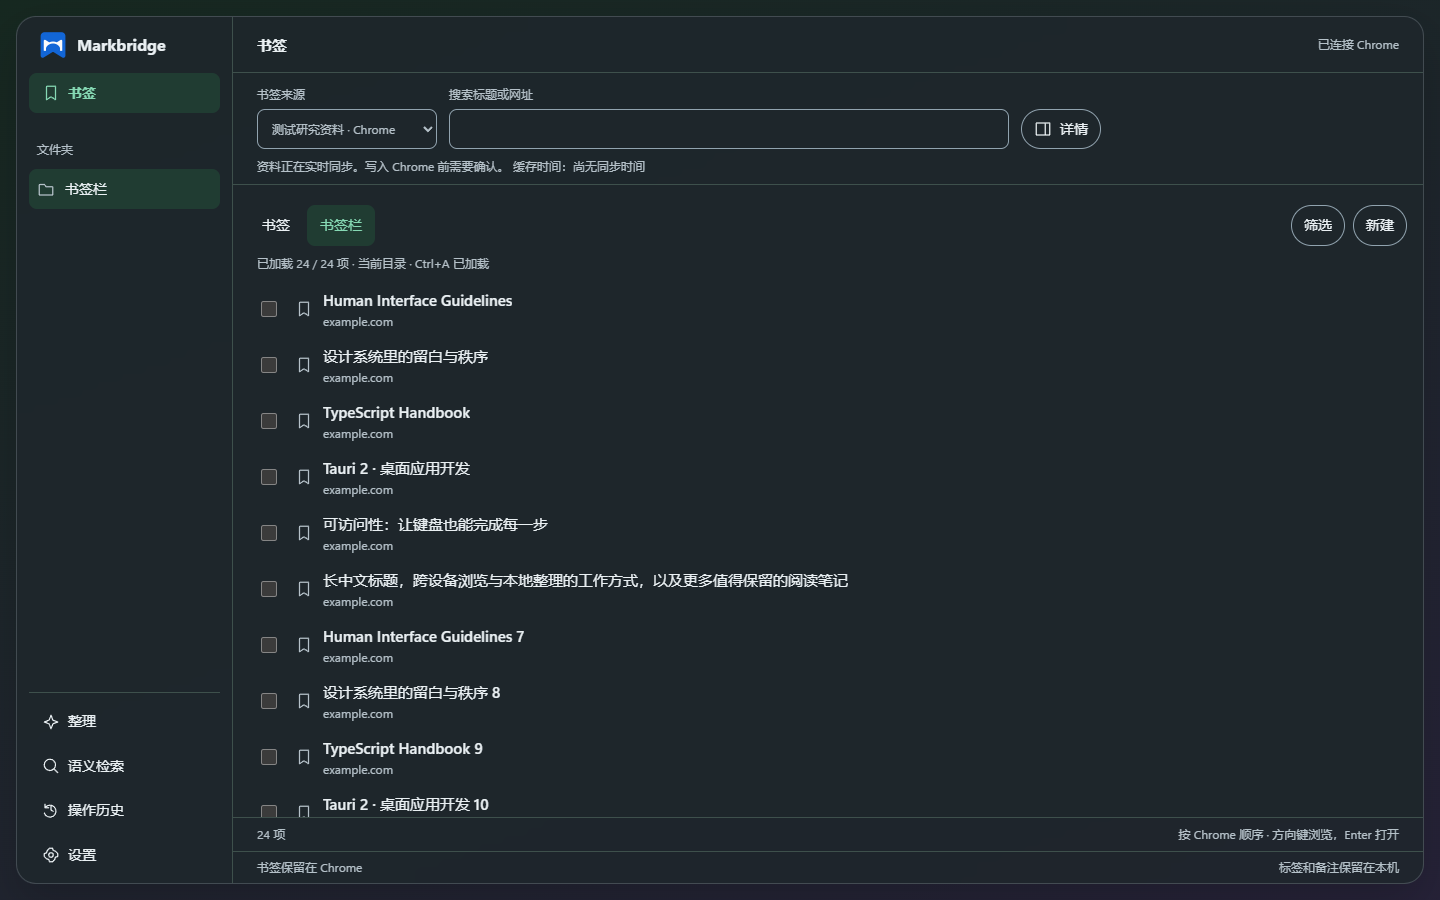 Markbridge
书签
文件夹
书签栏
整理
语义检索
操作历史
设置
书签
已连接 Chrome
书签来源
搜索标题或网址
测试研究资料 · Chrome
详情
资料正在实时同步。写入 Chrome 前需要确认。 缓存时间：尚无同步时间
书签 书签栏
筛选 新建
已加载 24 / 24 项 · 当前目录 · Ctrl+A 已加载
Human Interface Guidelines
example.com
设计系统里的留白与秩序
example.com
TypeScript Handbook
example.com
Tauri 2 · 桌面应用开发
example.com
可访问性：让键盘也能完成每一步
example.com
长中文标题，跨设备浏览与本地整理的工作方式，以及更多值得保留的阅读笔记
example.com
Human Interface Guidelines 7
example.com
设计系统里的留白与秩序 8
example.com
TypeScript Handbook 9
example.com
Tauri 2 · 桌面应用开发 10
24 项
按 Chrome 顺序 · 方向键浏览，Enter 打开
书签保留在 Chrome
标签和备注保留在本机